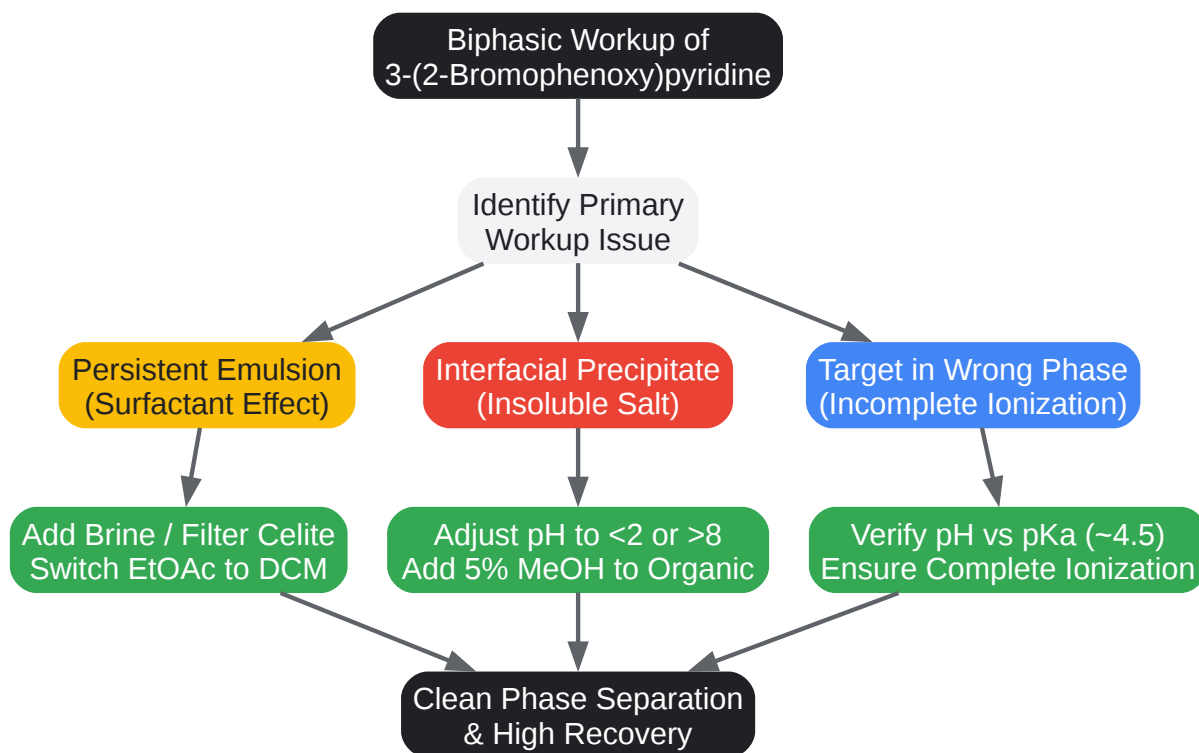 Biphasic Workup of
3-(2-Bromophenoxy)pyridine
Identify Primary
Workup Issue
Persistent Emulsion
(Surfactant Effect)
Interfacial Precipitate
(Insoluble Salt)
Target in Wrong Phase
(Incomplete Ionization)
Add Brine / Filter Celite
Switch EtOAc to DCM
Adjust pH to <2 or >8
Add 5% MeOH to Organic
Verify pH vs pKa (~4.5)
Ensure Complete Ionization
Clean Phase Separation
& High Recovery